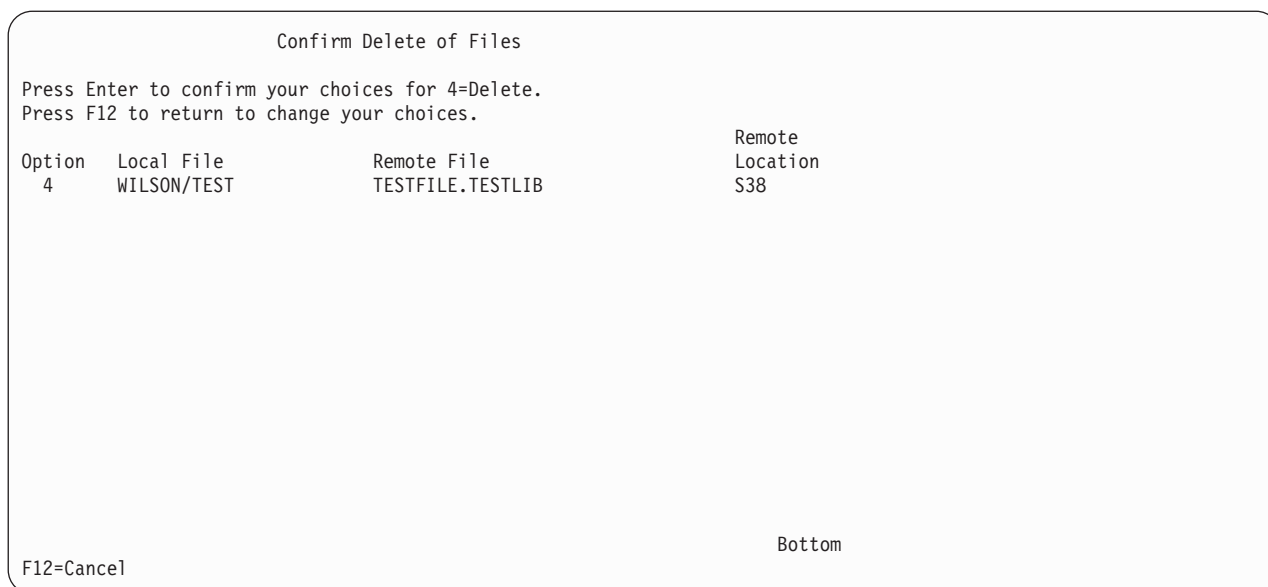 Confirm Delete of Files
Press Enter to confirm your choices for 4=Delete.
Press F12 to return to change your choices.
Remote
Option Local File Remote File Location
4 WILSON/TEST TESTFILE.TESTLIB S38
Bottom
F12=Cancel